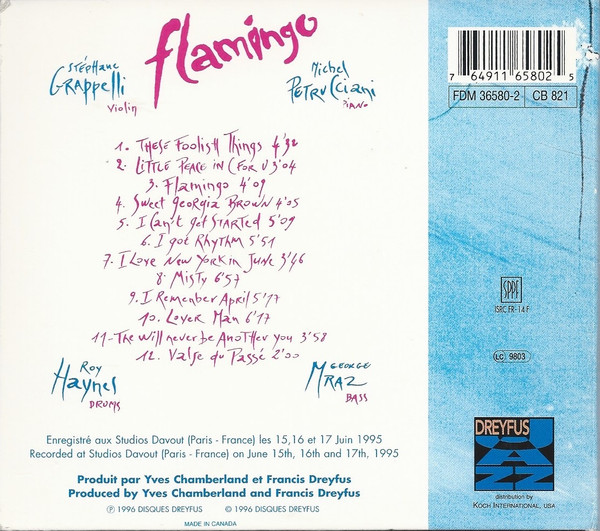 flamingo
Stéphane
Grappelli
violin
Michel
Petrucciani
piano
1. These Foolish Things 4'32
2. Little Peace in C for U 3'04
3. Flamingo 4'09
4. Sweet Georgia Brown 4'05
5. I Can't get Started 5'09
6. I got Rhythm 5'51
7. I Love New York in June 3'46
8. Misty 6'57
9. I Remember April 5'17
10. Lover Man 6'17
11-The will never be Another you 3'58
12. Valse du Passé 2'00
Roy
Haynes
drums
George
Mraz
bass
Enregistré aux Studios Davout (Paris - France) les 15,16 et 17 Juin 1995
Recorded at Studios Davout (Paris - France) on June 15th, 16th and 17th, 1995
Produit par Yves Chamberland et Francis Dreyfus
Produced by Yves Chamberland and Francis Dreyfus
℗ 1996 DISQUES DREYFUS © 1996 DISQUES DREYFUS
MADE IN CANADA
7 64911 65802 5
FDM 36580-2 CB 821
SPPF
ISRC FR-14 F
LC 9803
DREYFUS
JAZZ
distribution by
KOCH INTERNATIONAL, USA